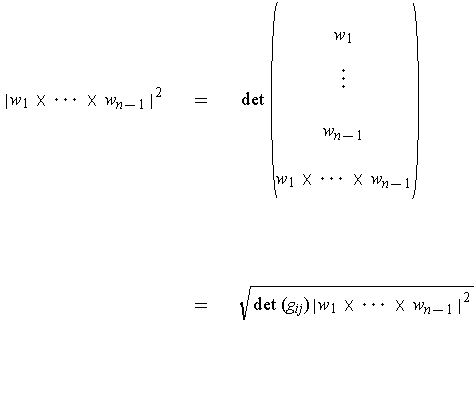 |w₁ × ⋯ × wₙ₋₁|² = det ( w₁
⋮
wₙ₋₁
w₁ × ⋯ × wₙ₋₁ )
= √(det (gᵢⱼ) |w₁ × ⋯ × wₙ₋₁|²)